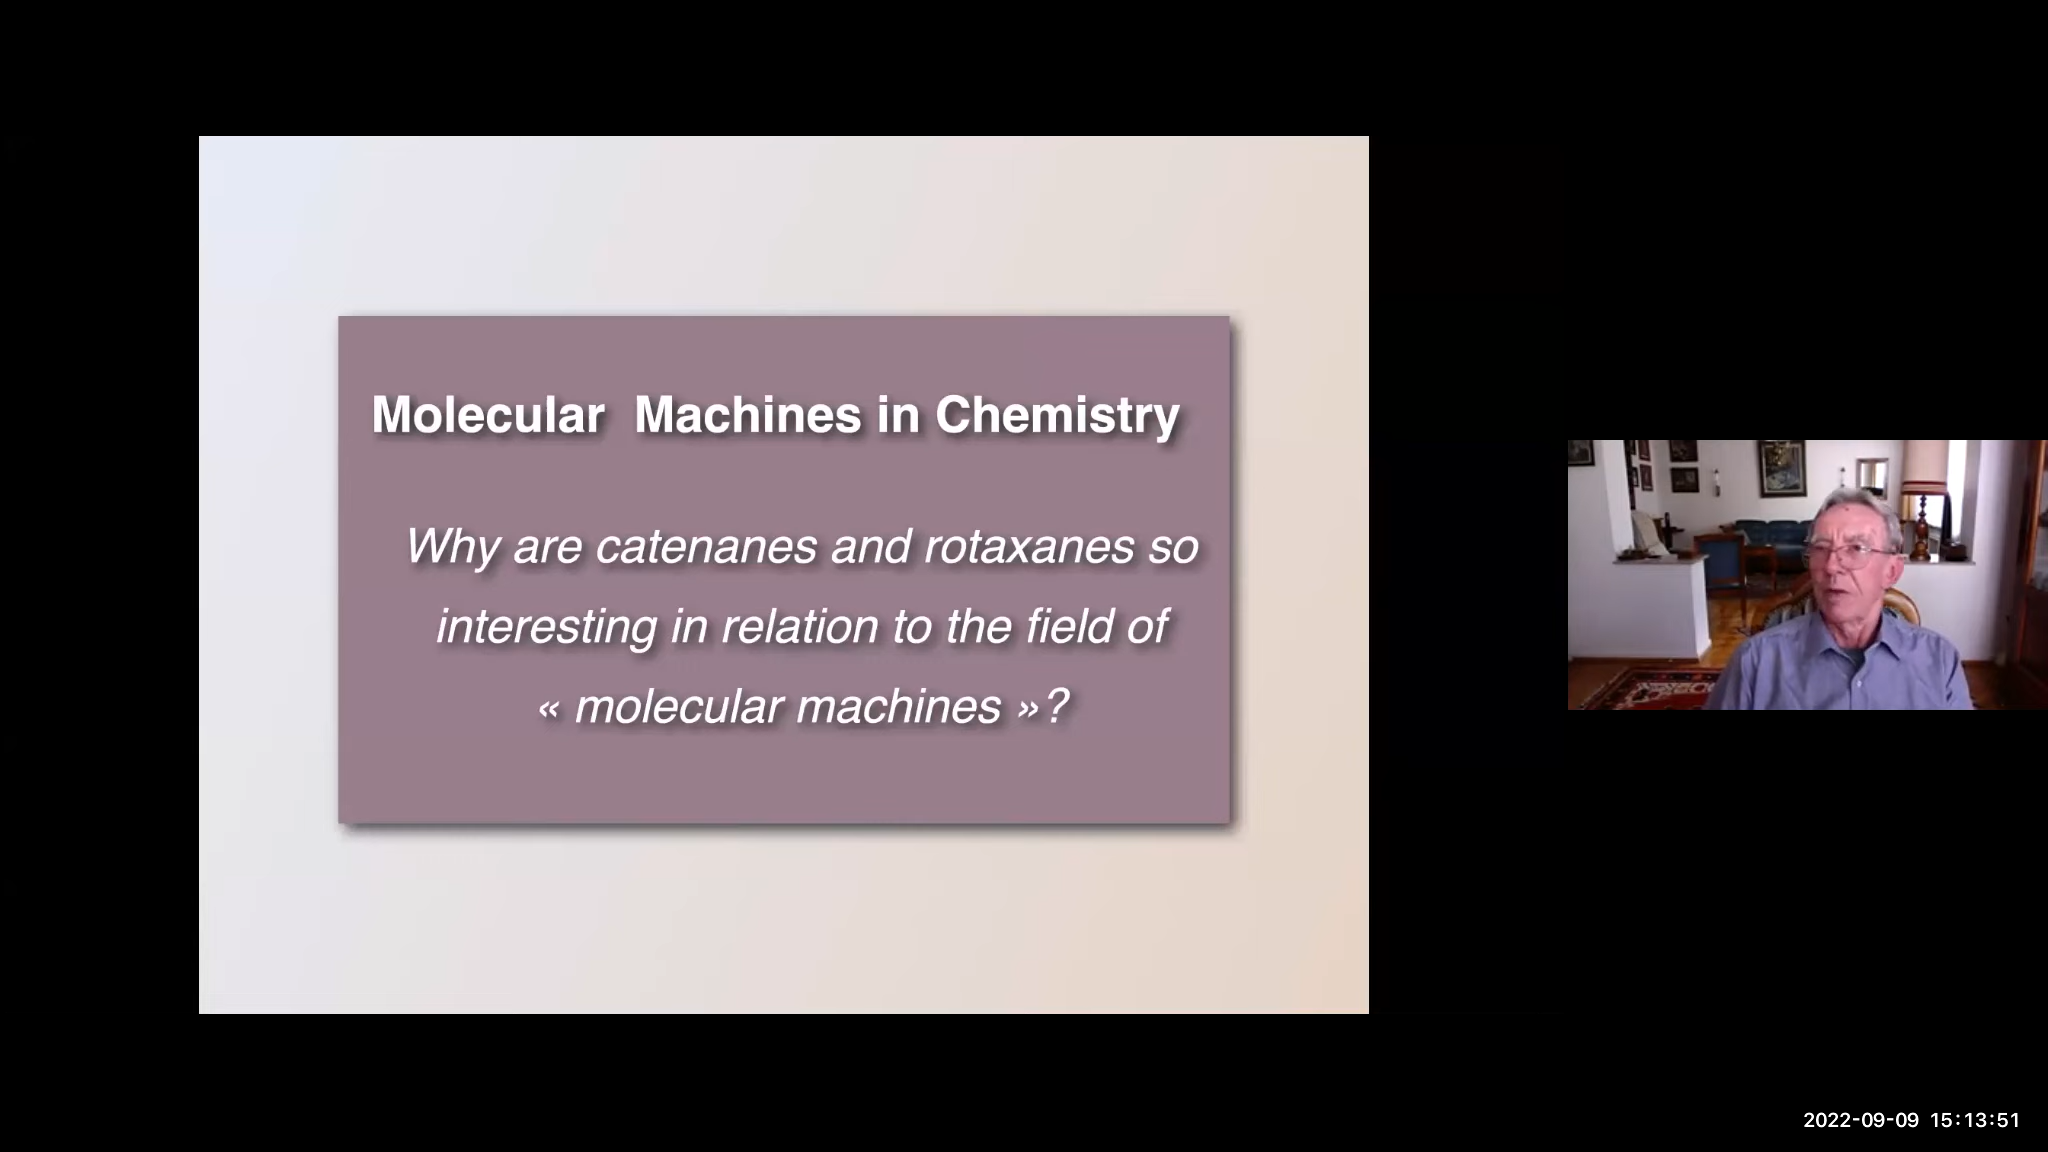 Molecular  Machines in Chemistry
Why are catenanes and rotaxanes so
interesting in relation to the field of
« molecular machines »?
2022-09-09 15:13:51